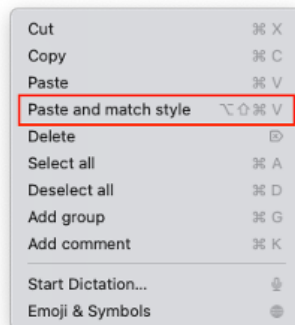 Cut ⌘ X
Copy ⌘ C
Paste ⌘ V
Paste and match style ⌥⇧⌘ V
Delete ⌦
Select all ⌘ A
Deselect all ⌘ D
Add group ⌘ G
Add comment ⌘ K
Start Dictation...
Emoji & Symbols